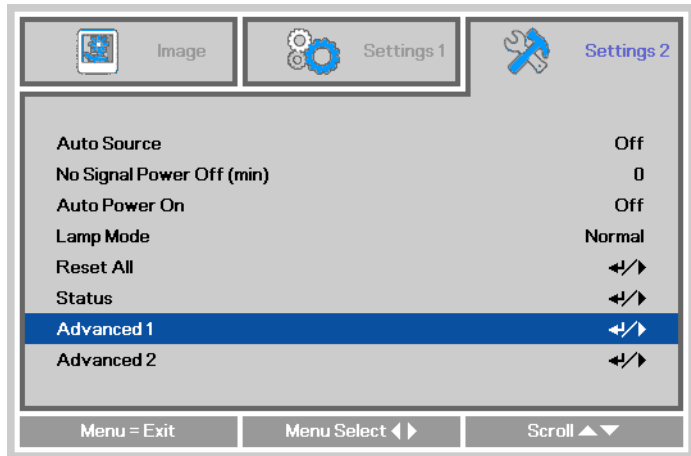 Image Settings 1 Settings 2
Auto Source Off
No Signal Power Off (min) 0
Auto Power On Off
Lamp Mode Normal
Reset All ↵/▶
Status ↵/▶
Advanced 1 ↵/▶
Advanced 2 ↵/▶
Menu = Exit Menu Select ◀▶ Scroll ▲▼